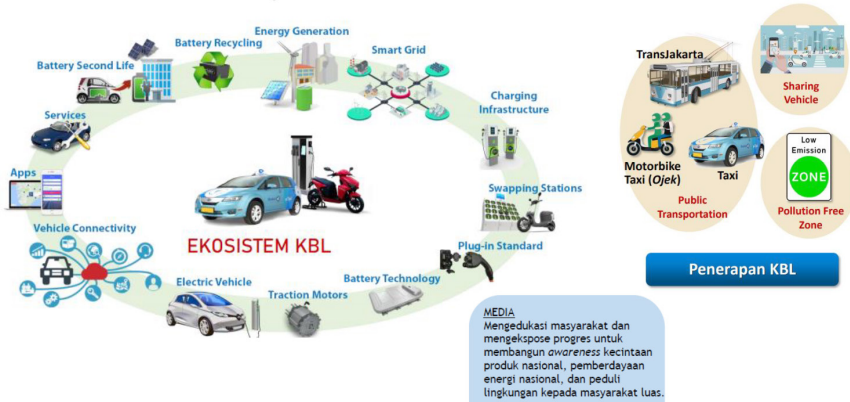 Energy Generation
Battery Recycling
Smart Grid
Battery Second Life
Charging
Infrastructure
Services
Apps
Swapping Stations
Vehicle Connectivity
EKOSISTEM KBL
Plug-in Standard
Electric Vehicle
Traction Motors
Battery Technology
TransJakarta
Sharing
Vehicle
Motorbike
Taxi (Ojek)
Taxi
Public
Transportation
Low
Emission
ZONE
Pollution Free
Zone
Penerapan KBL
MEDIA
Mengedukasi masyarakat dan
mengekspose progres untuk
membangun awareness kecintaan
produk nasional, pemberdayaan
energi nasional, dan peduli
lingkungan kepada masyarakat luas.